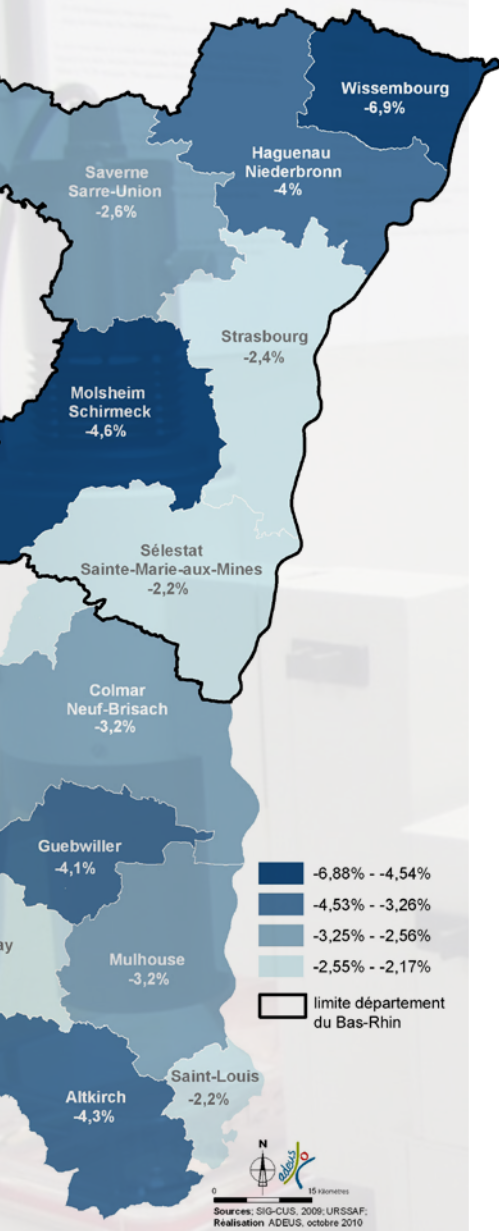 Wissembourg
-6,9%
Haguenau
Niederbronn
-4%
Saverne
Sarre-Union
-2,6%
Strasbourg
-2,4%
Molsheim
Schirmeck
-4,6%
Sélestat
Sainte-Marie-aux-Mines
-2,2%
Colmar
Neuf-Brisach
-3,2%
Guebwiller
-4,1%
ay
Mulhouse
-3,2%
Saint-Louis
-2,2%
Altkirch
-4,3%
-6,88% - -4,54%
-4,53% - -3,26%
-3,25% - -2,56%
-2,55% - -2,17%
limite département
du Bas-Rhin
N
adeus
0 15 Kilomètres
Sources: SIG-CUS, 2009; URSSAF;
Réalisation ADEUS, octobre 2010